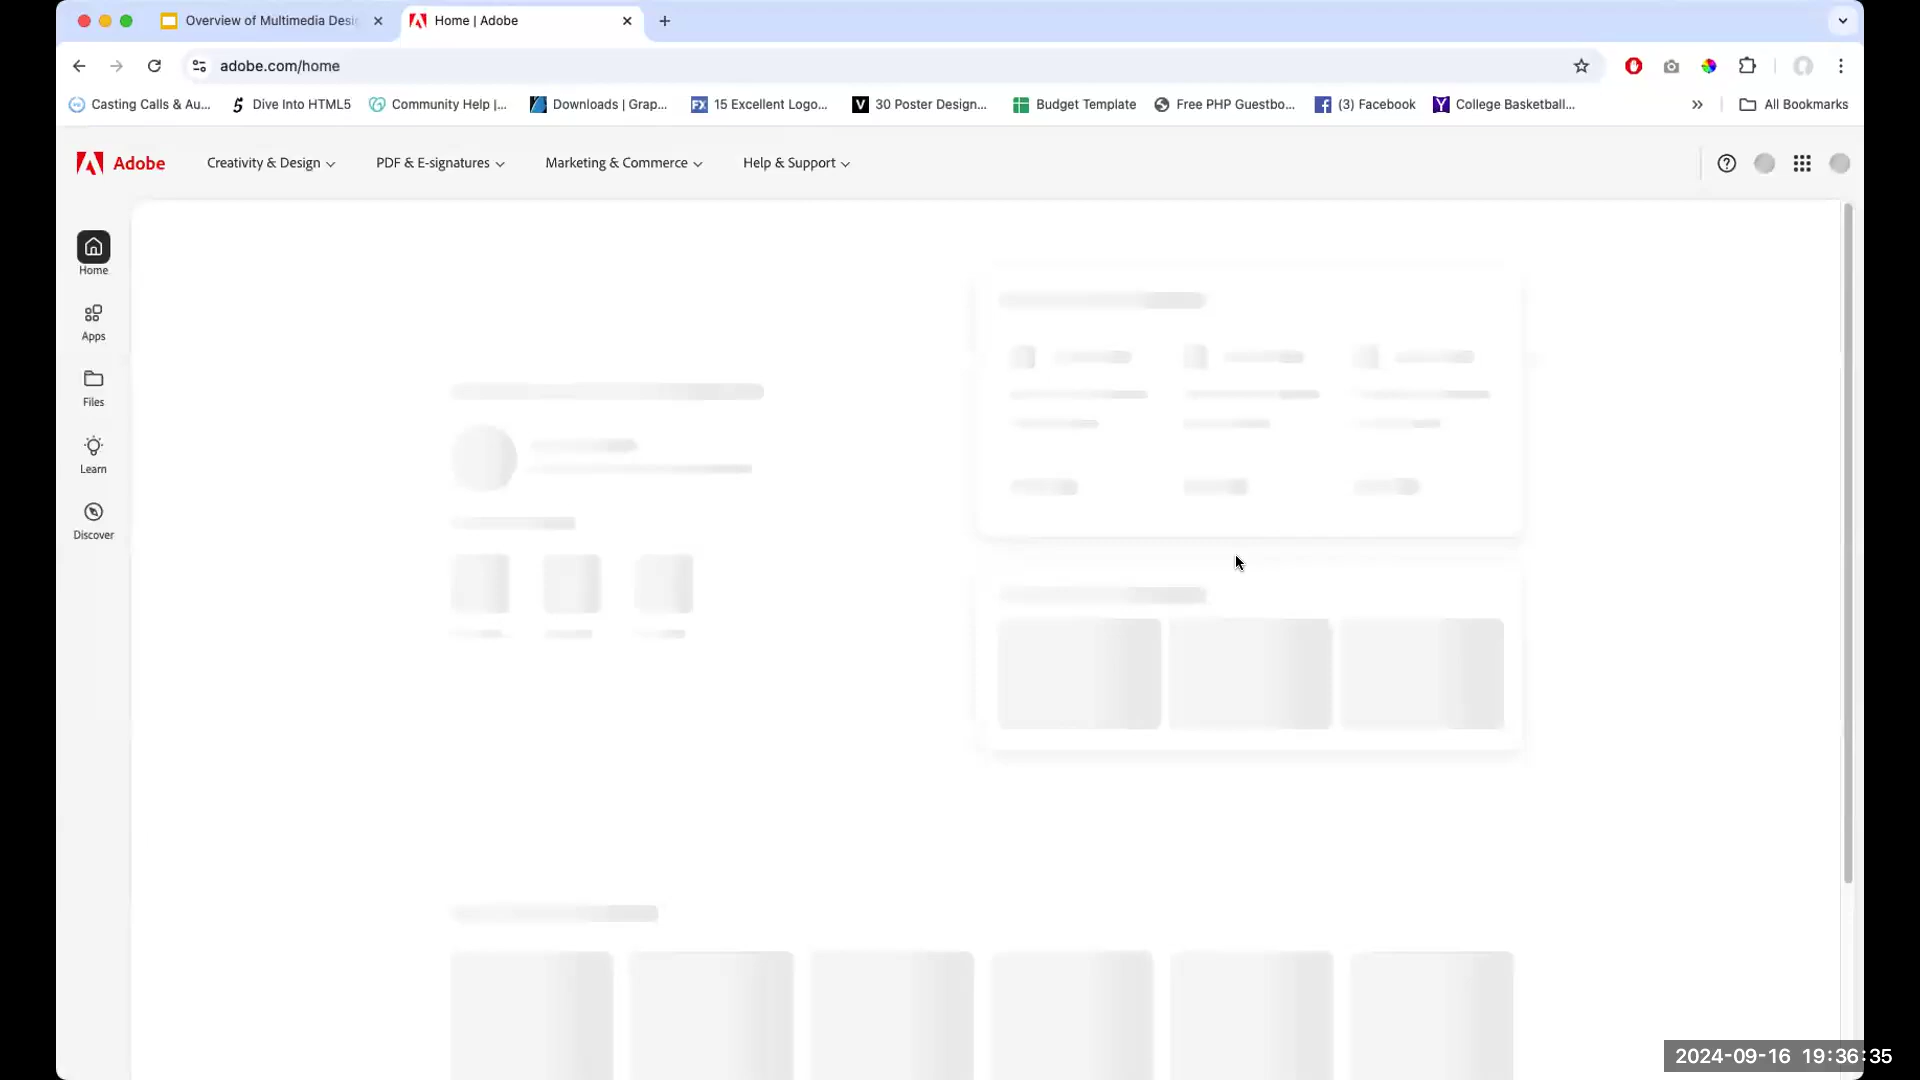 Overview of Multimedia Desi
Home | Adobe
adobe.com/home
Casting Calls & Au...
Dive Into HTML5
Community Help |...
Downloads | Grap...
FX 15 Excellent Logo...
V 30 Poster Design...
Budget Template
Free PHP Guestbo...
(3) Facebook
Y College Basketball...
All Bookmarks
Adobe
Creativity & Design
PDF & E-signatures
Marketing & Commerce
Help & Support
Home
Apps
Files
Learn
Discover
2024-09-16 19:36:35